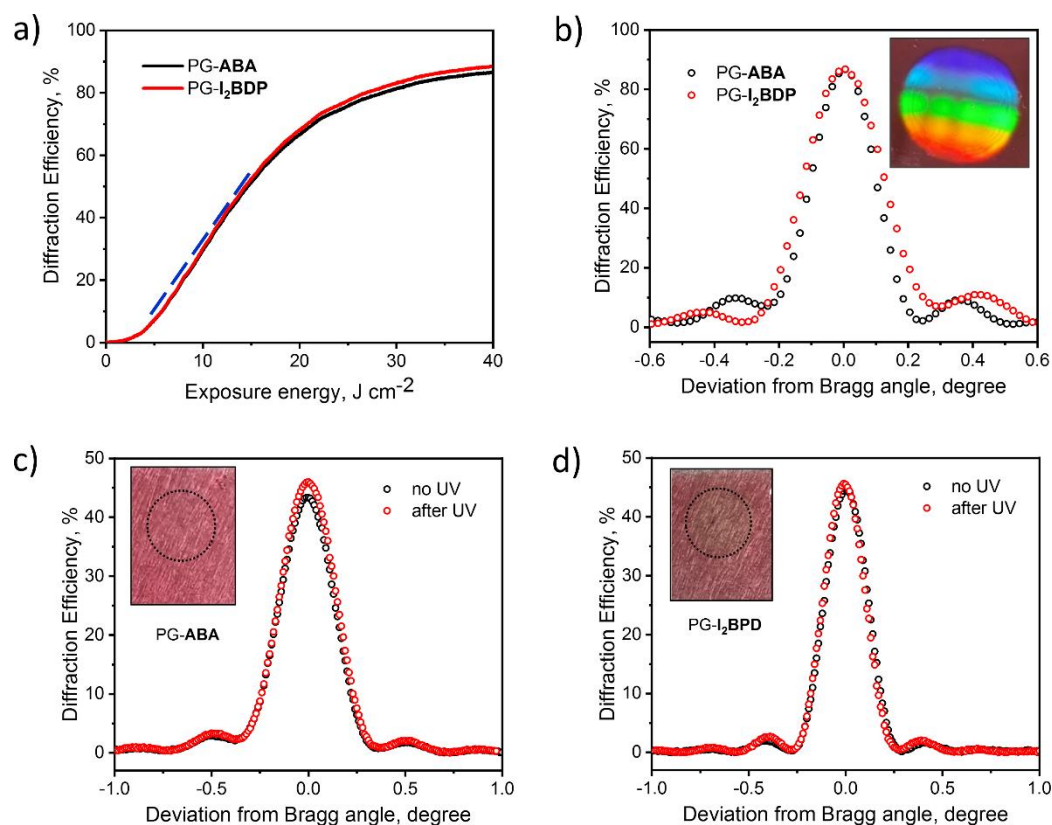 a)
PG-ABA
PG-I₂BDP
Diffraction Efficiency, %
80
60
40
20
0
0 10 20 30 40
Exposure energy, J cm⁻²
b)
PG-ABA
PG-I₂BDP
Diffraction Efficiency, %
100
80
60
40
20
0
-0.6 -0.4 -0.2 0.0 0.2 0.4 0.6
Deviation from Bragg angle, degree
c)
no UV
after UV
PG-ABA
Diffraction Efficiency, %
50
40
30
20
10
0
-1.0 -0.5 0.0 0.5 1.0
Deviation from Bragg angle, degree
d)
no UV
after UV
PG-I₂BPD
Diffraction Efficiency, %
50
40
30
20
10
0
-1.0 -0.5 0.0 0.5 1.0
Deviation from Bragg angle, degree